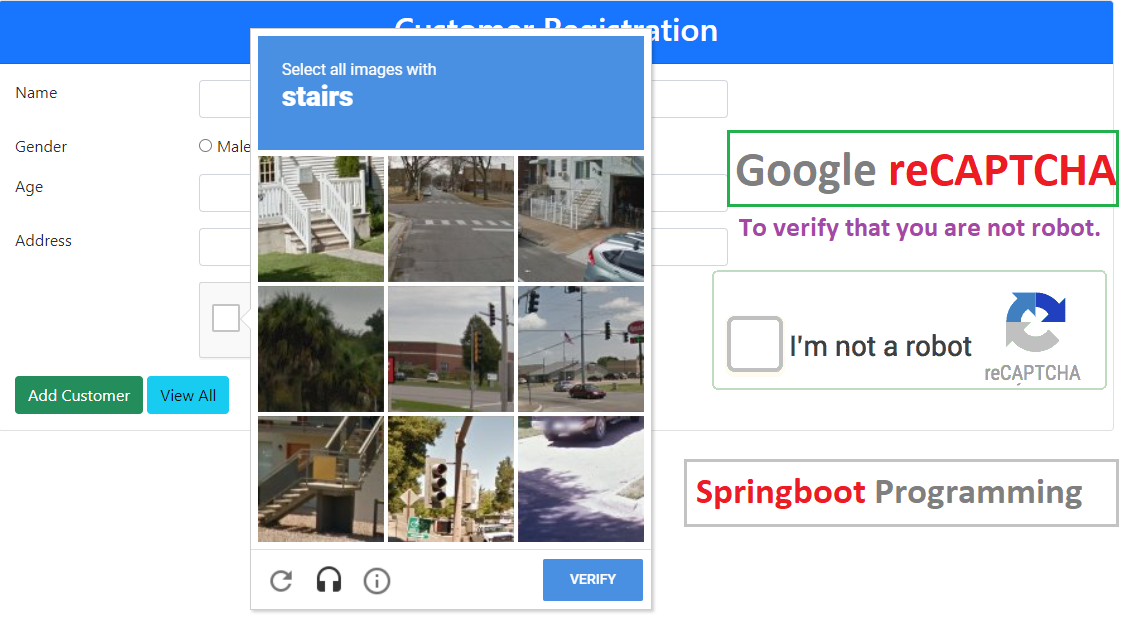 Customer Registration
Select all images with
stairs
Name
Gender
Male
Age
Address
Google reCAPTCHA
To verify that you are not robot.
I'm not a robot
reCAPTCHA
Add Customer
View All
Springboot Programming
VERIFY